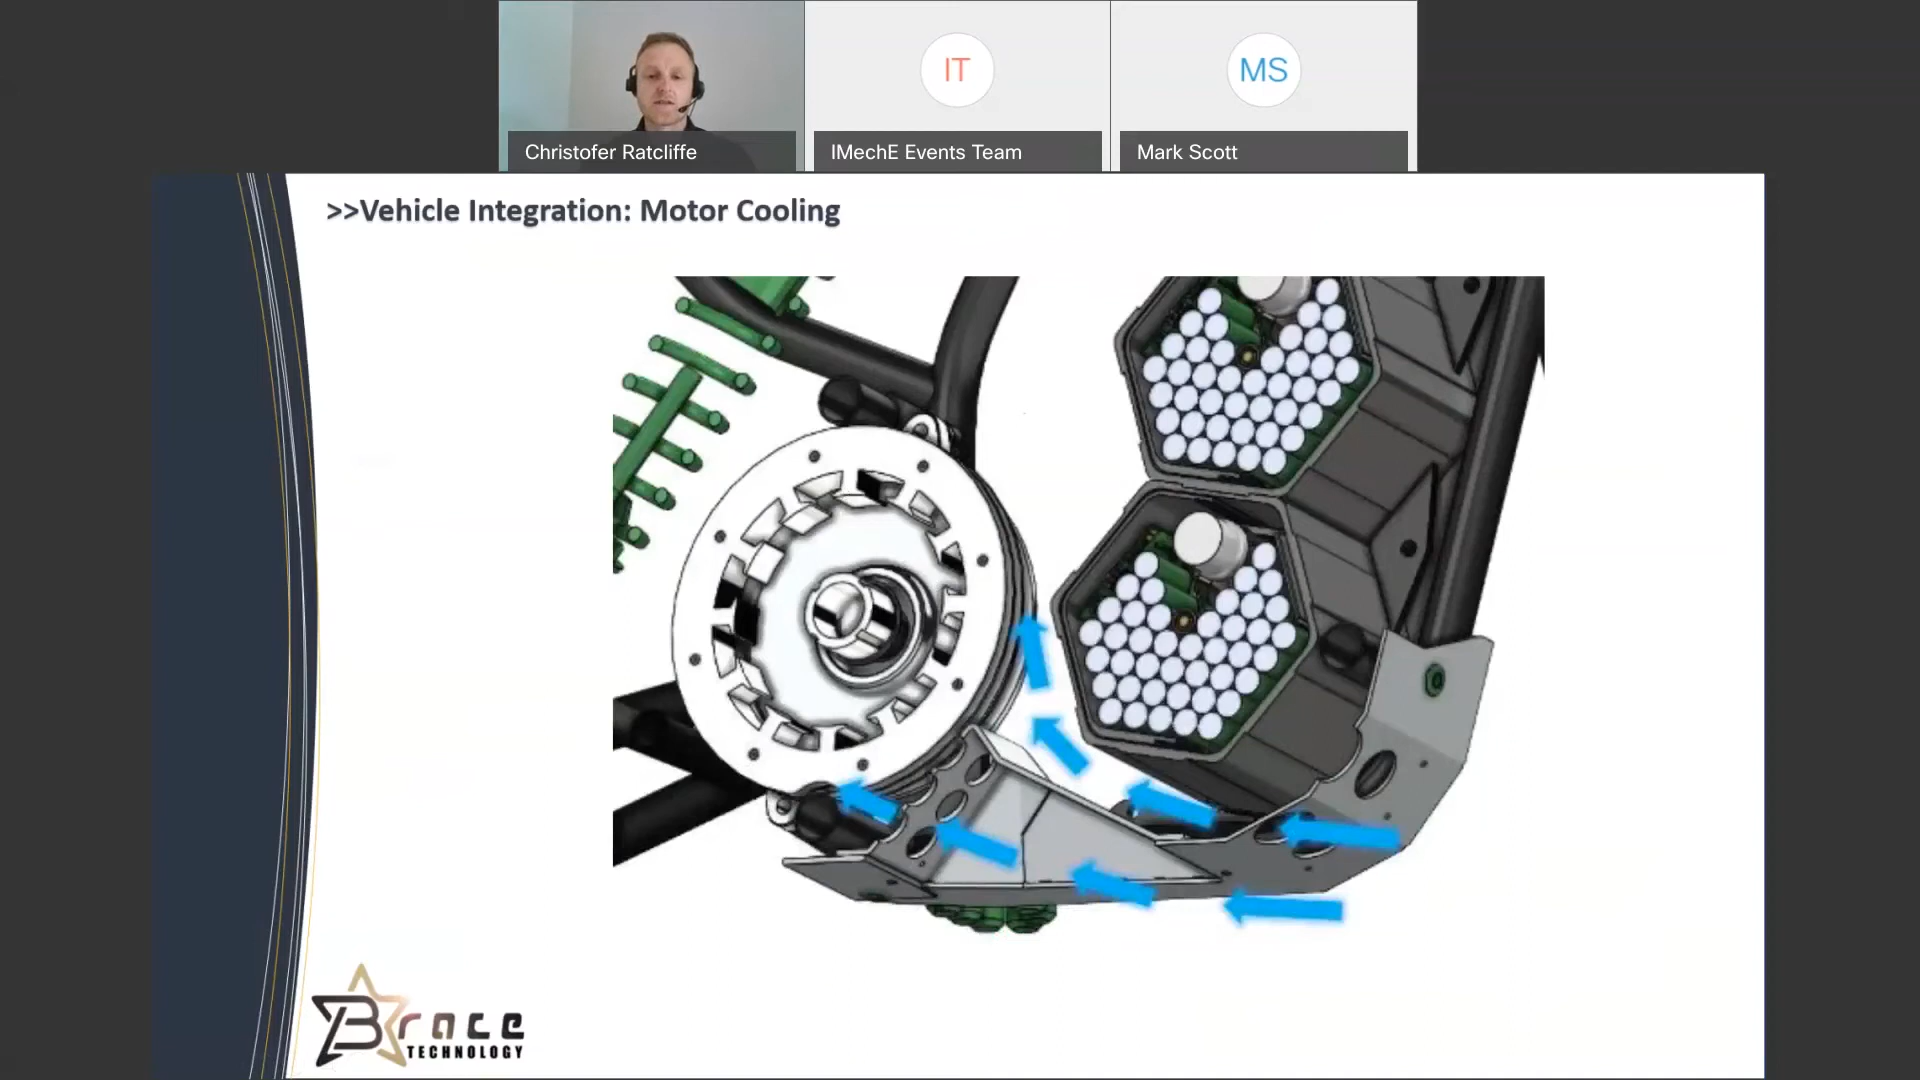 IT
MS
Christofer Ratcliffe
IMechE Events Team
Mark Scott
>>Vehicle Integration: Motor Cooling
Brace
TECHNOLOGY